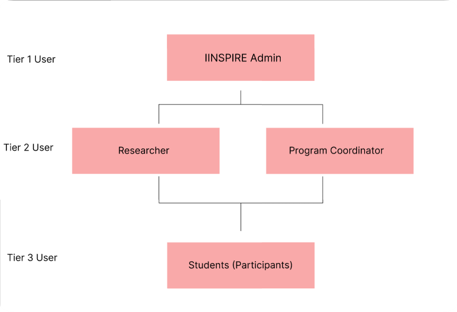 Tier 1 User
IINSPIRE Admin
Tier 2 User
Researcher
Program Coordinator
Tier 3 User
Students (Participants)